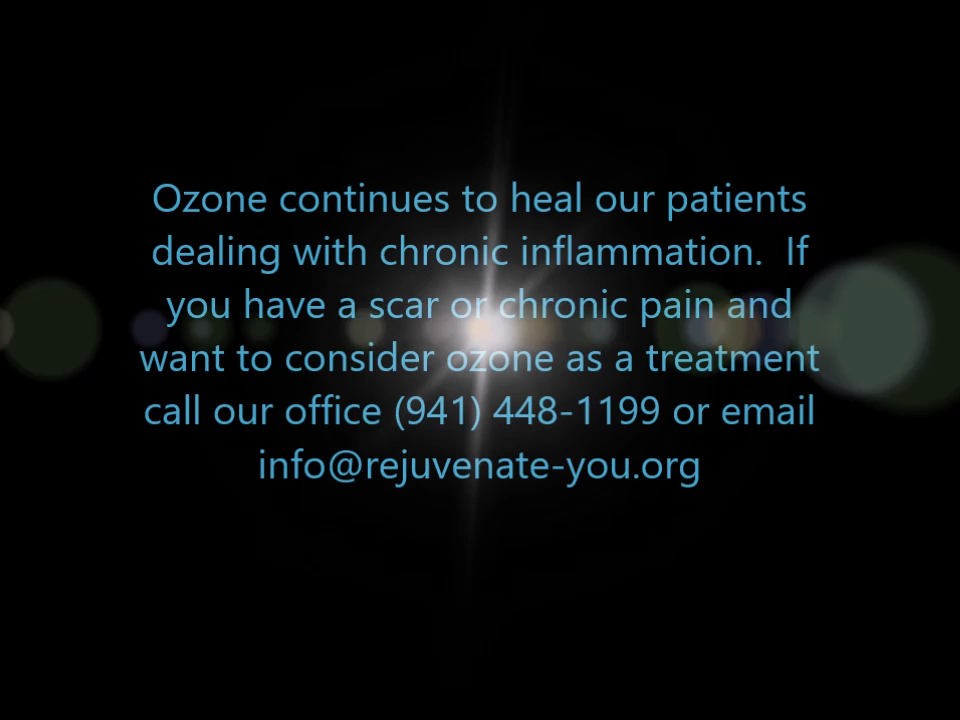 Ozone continues to heal our patients
dealing with chronic inflammation.  If
you have a scar or chronic pain and
want to consider ozone as a treatment
call our office (941) 448-1199 or email
info@rejuvenate-you.org